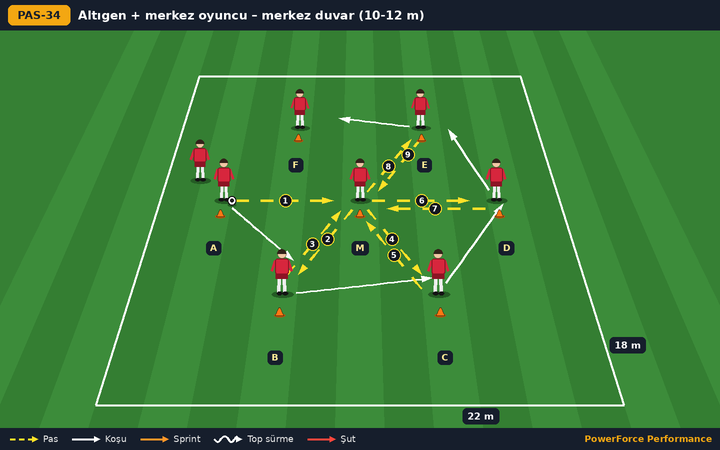 PAS-34 Altıgen + merkez oyuncu – merkez duvar (10-12 m)
F E
8 9
1 6 7
A 3 2 M 4 5 D
B C
18 m
22 m
Pas Koşu Sprint Top sürme Şut PowerForce Performance